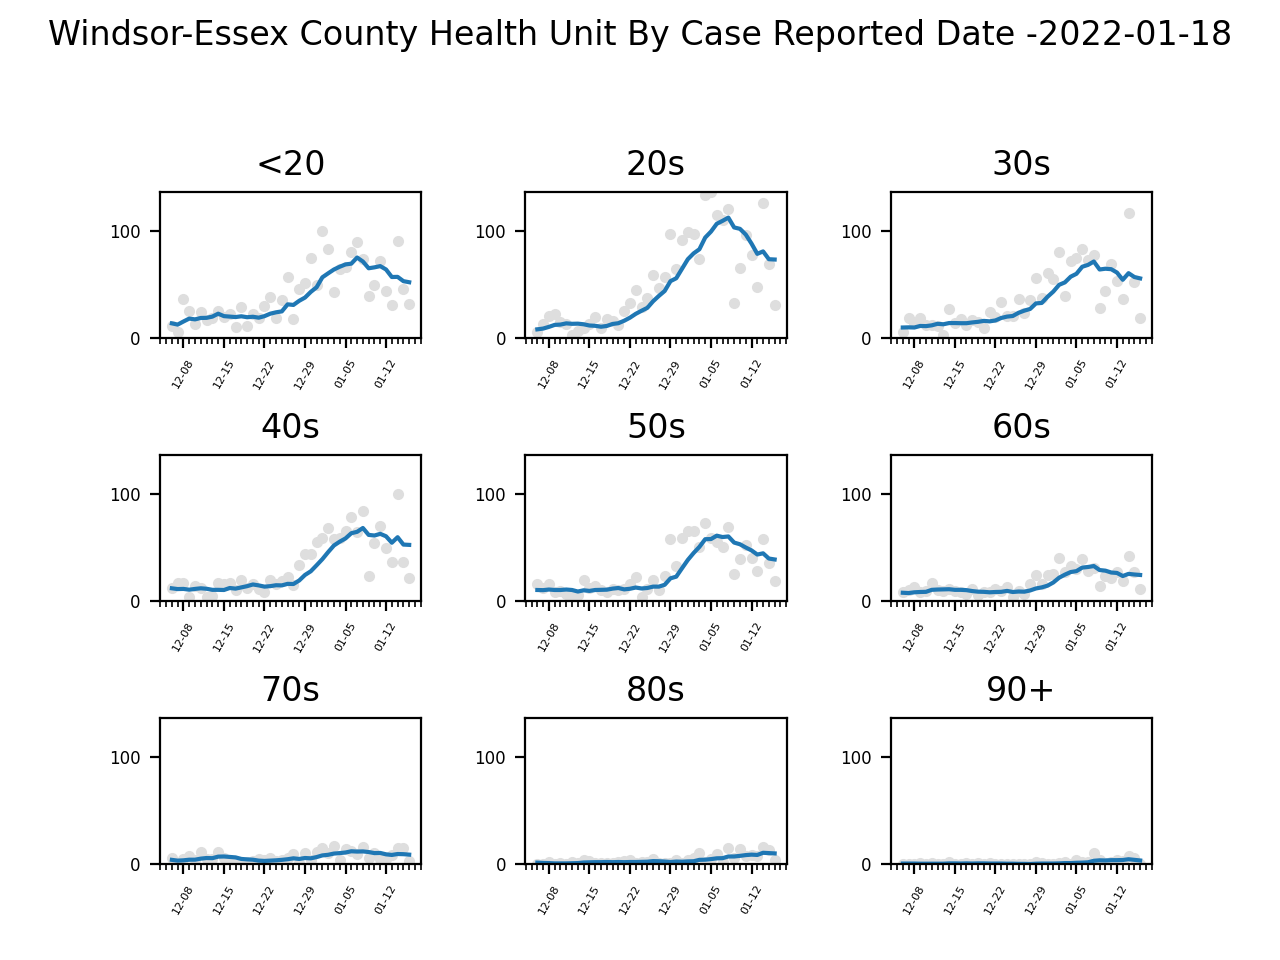 Windsor-Essex County Health Unit By Case Reported Date -2022-01-18
<20 20s 30s
100 100 100
0 0 0
12-08 12-15 12-22 12-29 01-05 01-12 12-08 12-15 12-22 12-29 01-05 01-12 12-08 12-15 12-22 12-29 01-05 01-12
40s 50s 60s
100 100 100
0 0 0
12-08 12-15 12-22 12-29 01-05 01-12 12-08 12-15 12-22 12-29 01-05 01-12 12-08 12-15 12-22 12-29 01-05 01-12
70s 80s 90+
100 100 100
0 0 0
12-08 12-15 12-22 12-29 01-05 01-12 12-08 12-15 12-22 12-29 01-05 01-12 12-08 12-15 12-22 12-29 01-05 01-12